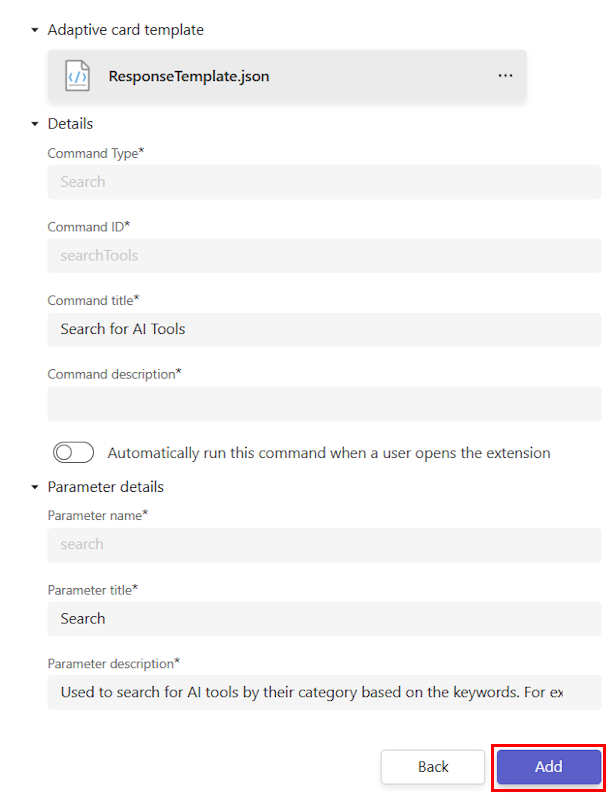 Adaptive card template
ResponseTemplate.json
Details
Command Type*
Search
Command ID*
searchTools
Command title*
Search for AI Tools
Command description*
Automatically run this command when a user opens the extension
Parameter details
Parameter name*
search
Parameter title*
Search
Parameter description*
Used to search for AI tools by their category based on the keywords. For ex
Back
Add